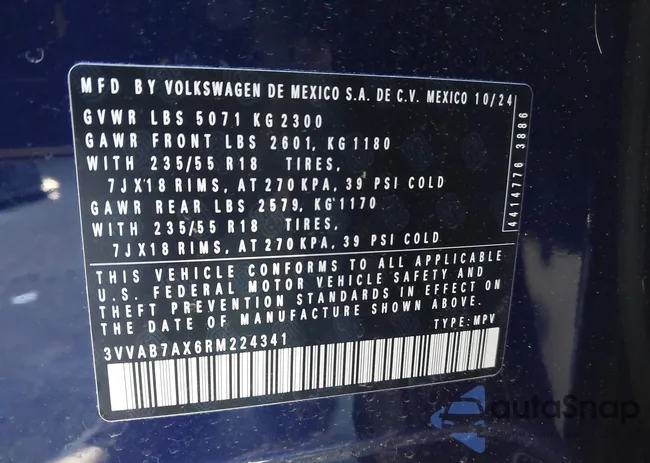 MFD BY VOLKSWAGEN DE MEXICO S.A. DE C.V. MEXICO 10/24
GVWR LBS 5071 KG 2300
GAWR FRONT LBS 2601, KG 1180
WITH 235/55 R18 TIRES,
7JX18 RIMS, AT 270 KPA, 39 PSI COLD
GAWR REAR LBS 2579, KG 1170
WITH 235/55 R18 TIRES,
7JX18 RIMS, AT 270 KPA, 39 PSI COLD
4414776 3886
THIS VEHICLE CONFORMS TO ALL APPLICABLE
U.S. FEDERAL MOTOR VEHICLE SAFETY AND
THEFT PREVENTION STANDARDS IN EFFECT ON
THE DATE OF MANUFACTURE SHOWN ABOVE.
3VVAB7AX6RM224341 TYPE: MPV
autoSnap